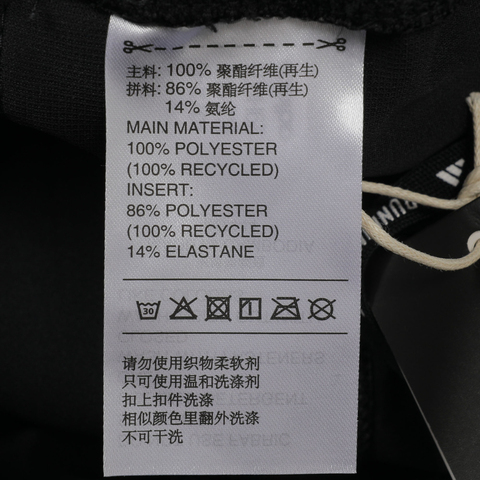 主料: 100% 聚酯纤维(再生)
拼料: 86% 聚酯纤维(再生)
14% 氨纶
MAIN MATERIAL:
100% POLYESTER
(100% RECYCLED)
INSERT:
86% POLYESTER
(100% RECYCLED)
14% ELASTANE
30
1
请勿使用织物柔软剂
只可使用温和洗涤剂
扣上扣件洗涤
相似颜色里翻外洗涤
不可干洗
RUNNIN